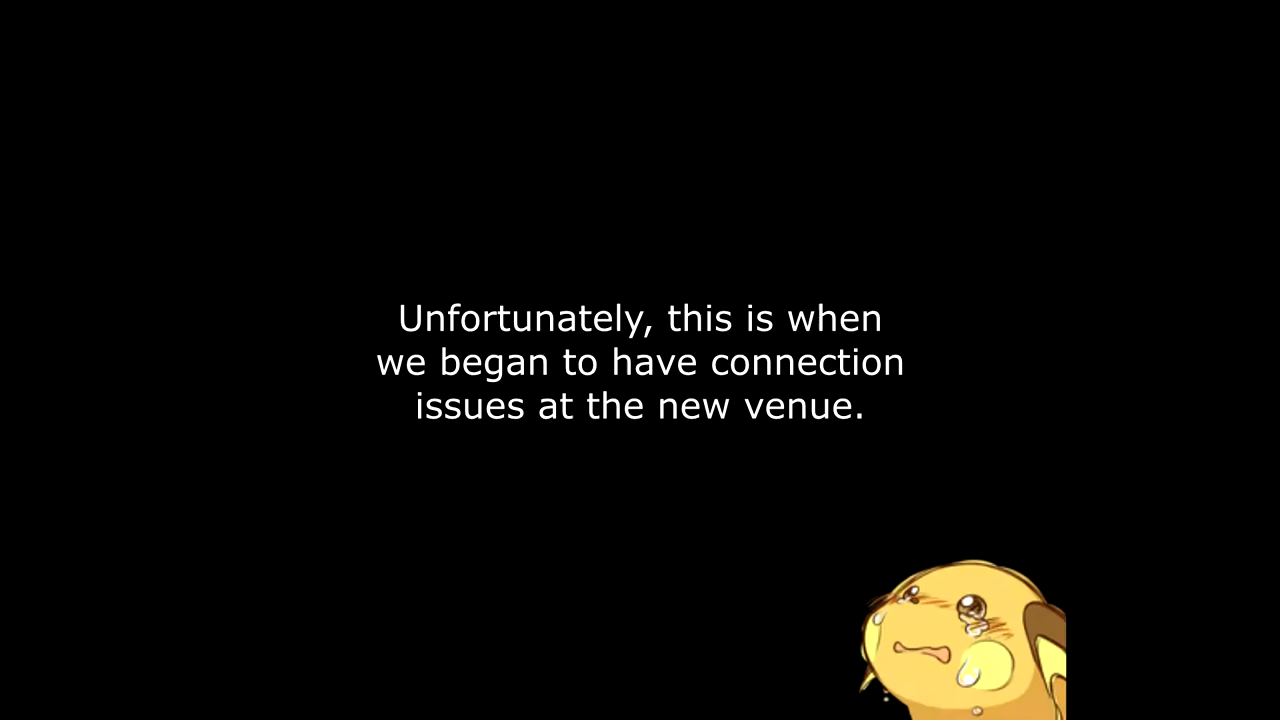 Unfortunately, this is when
we began to have connection
issues at the new venue.